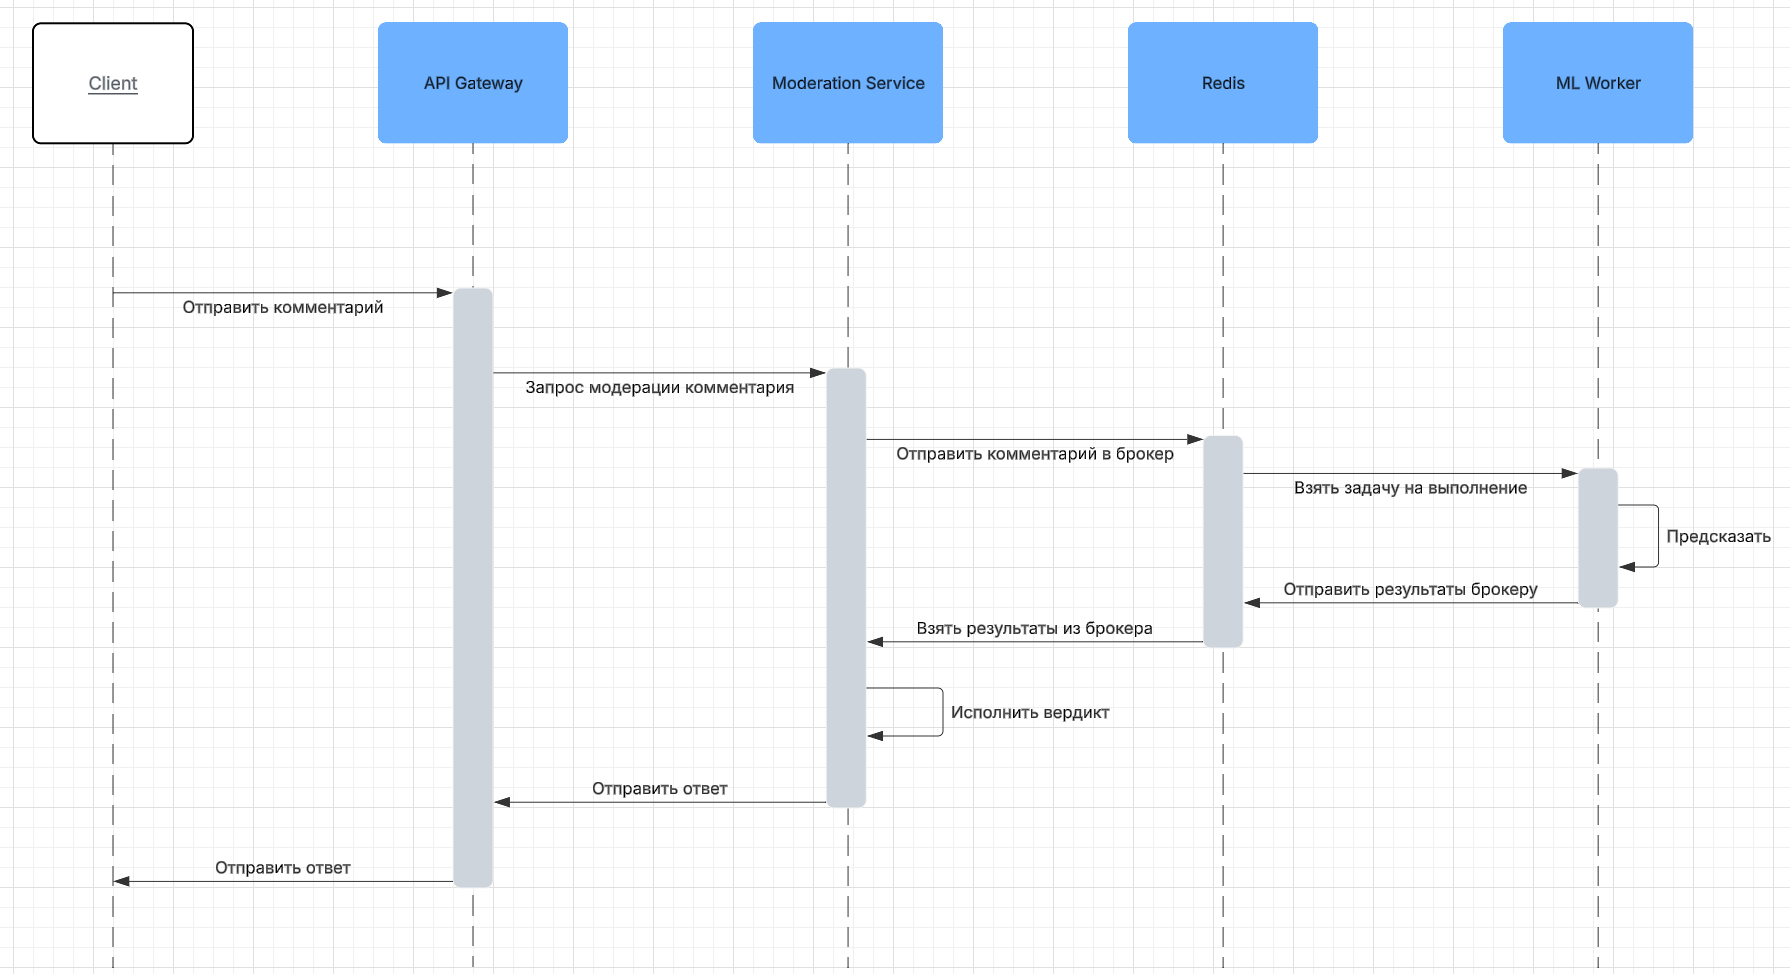 Client
API Gateway
Moderation Service
Redis
ML Worker
Отправить комментарий
Запрос модерации комментария
Отправить комментарий в брокер
Взять задачу на выполнение
Предсказать
Отправить результаты брокеру
Взять результаты из брокера
Исполнить вердикт
Отправить ответ
Отправить ответ